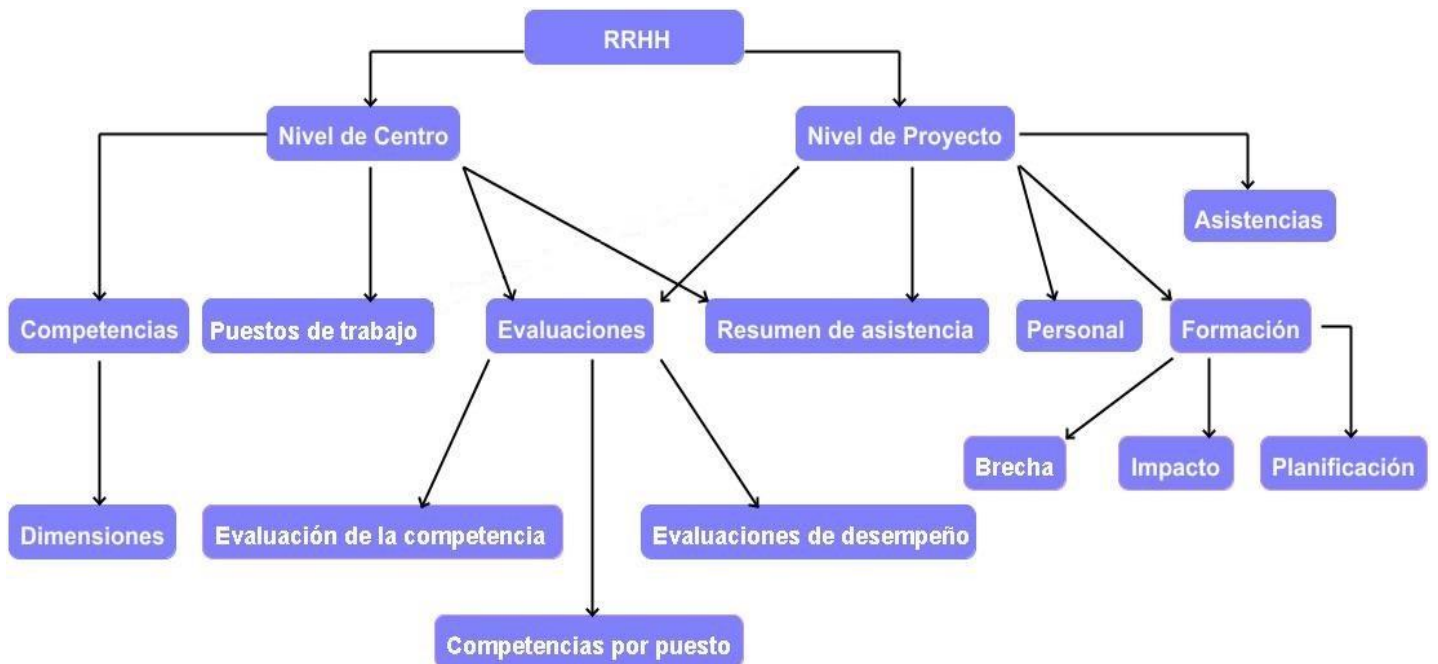 RRHH
Nivel de Centro
Nivel de Proyecto
Asistencias
Competencias
Puestos de trabajo
Evaluaciones
Resumen de asistencia
Personal
Formación
Brecha
Impacto
Planificación
Dimensiones
Evaluación de la competencia
Evaluaciones de desempeño
Competencias por puesto